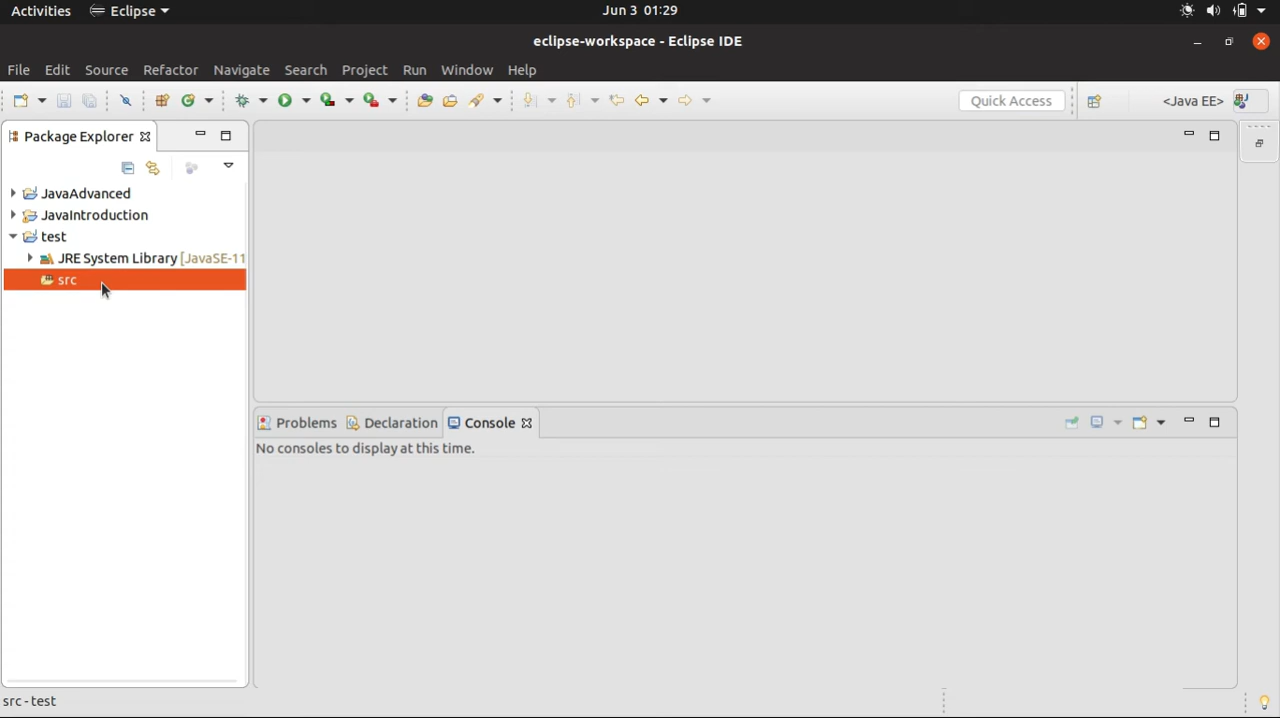 Activities Eclipse Jun 3 01:29
eclipse-workspace - Eclipse IDE
File Edit Source Refactor Navigate Search Project Run Window Help
Quick Access <Java EE>
Package Explorer
JavaAdvanced
JavaIntroduction
test
JRE System Library [JavaSE-11
src
Problems Declaration Console
No consoles to display at this time.
src - test